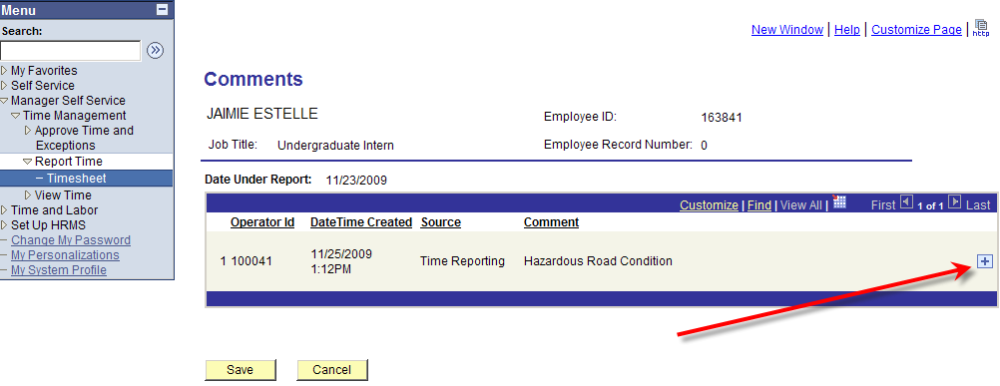 Menu
Search:
My Favorites
Self Service
Manager Self Service
Time Management
Approve Time and
Exceptions
Report Time
Timesheet
View Time
Time and Labor
Set Up HRMS
Change My Password
My Personalizations
My System Profile
New Window | Help | Customize Page | http
Comments
JAIMIE ESTELLE
Employee ID: 163841
Job Title: Undergraduate Intern
Employee Record Number: 0
Date Under Report: 11/23/2009
Customize | Find | View All | First 1 of 1 Last
Operator Id DateTime Created Source Comment
1 100041 11/25/2009 1:12PM Time Reporting Hazardous Road Condition
Save Cancel